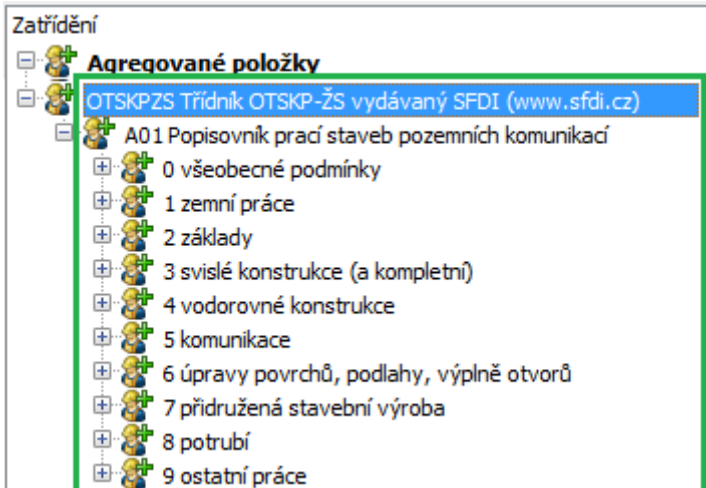 Zatřídění
Agregované položky
OTSKPZS Třídník OTSKP-ŽS vydávaný SFDI (www.sfdi.cz)
A01 Popisovník prací staveb pozemních komunikací
0 všeobecné podmínky
1 zemní práce
2 základy
3 svislé konstrukce (a kompletní)
4 vodorovné konstrukce
5 komunikace
6 úpravy povrchů, podlahy, výplně otvorů
7 přidružená stavební výroba
8 potrubí
9 ostatní práce